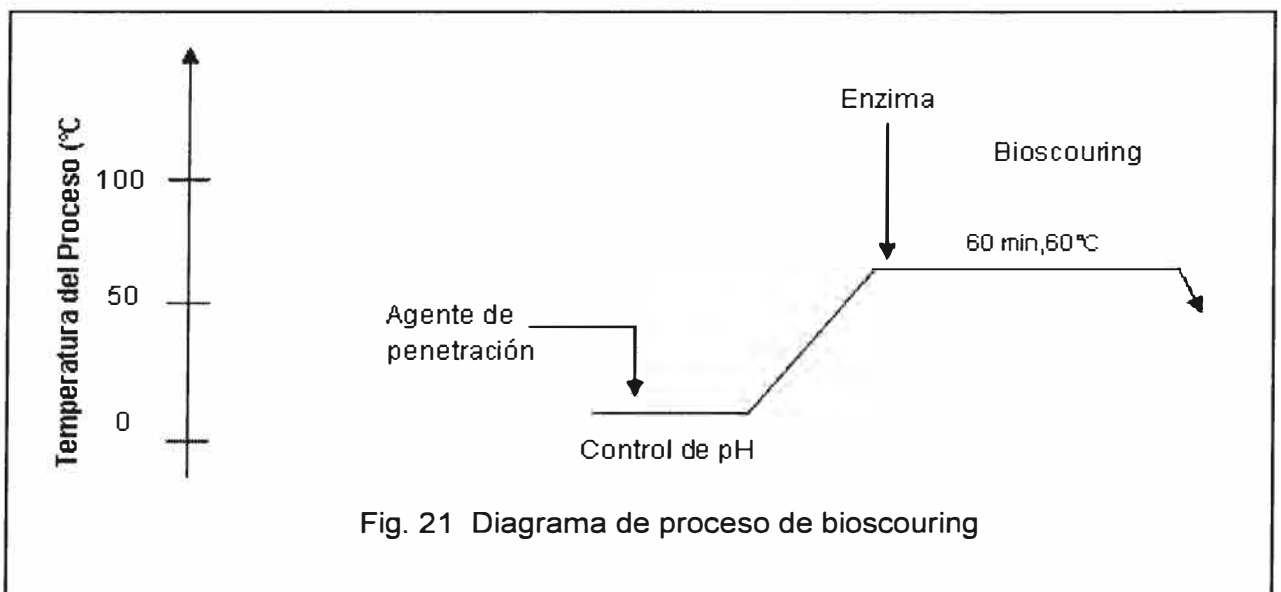 Temperatura del Proceso (°C
100
50
0
Agente de
penetración
Control de pH
Enzima
Bioscouring
60 min,60°C
Fig. 21 Diagrama de proceso de bioscouring